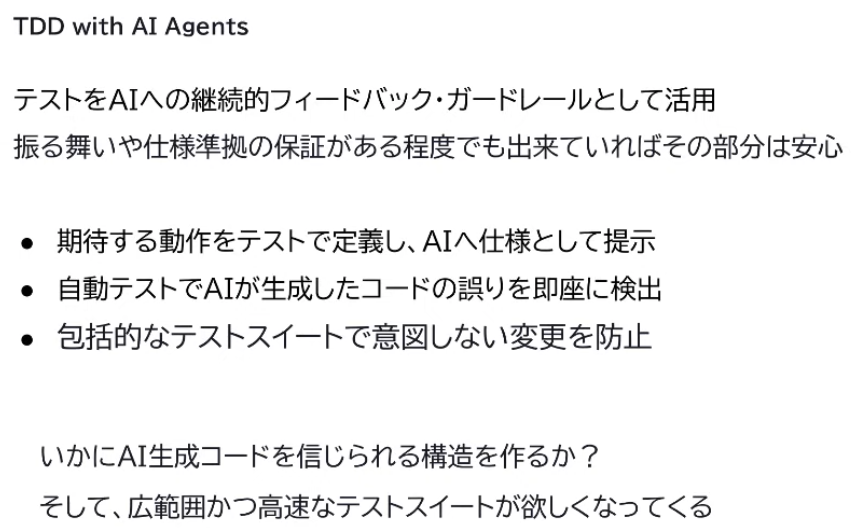 TDD with AI Agents
テストをAIへの継続的フィードバック・ガードレールとして活用
振る舞いや仕様準拠の保証がある程度でも出来ていればその部分は安心
● 期待する動作をテストで定義し、AIへ仕様として提示
● 自動テストでAIが生成したコードの誤りを即座に検出
● 包括的なテストスイートで意図しない変更を防止
いかにAI生成コードを信じられる構造を作るか？
そして、広範囲かつ高速なテストスイートが欲しくなってくる